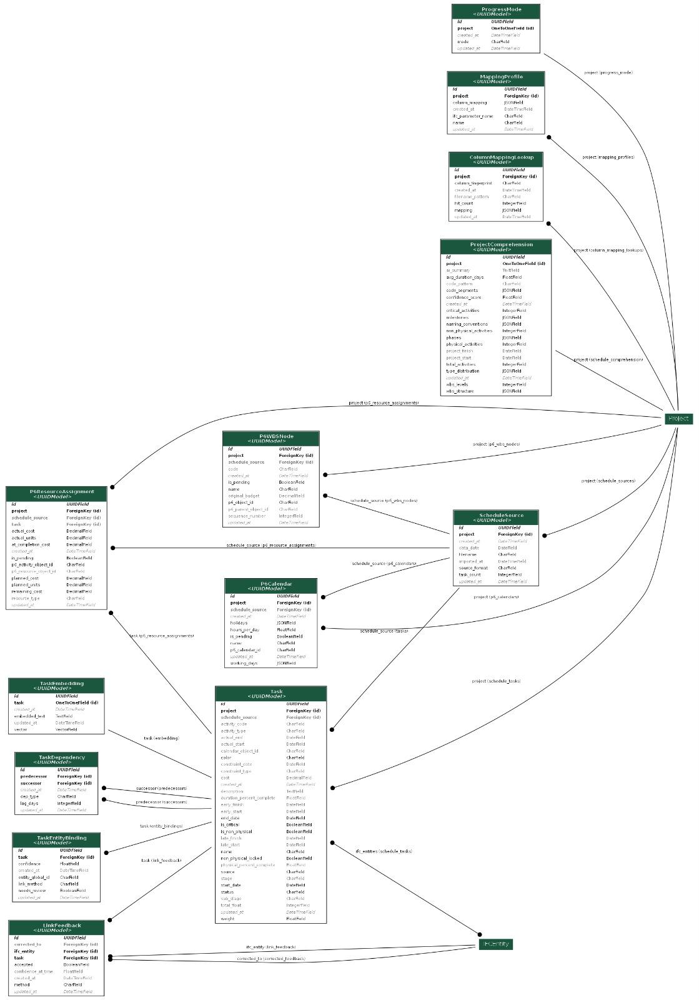 ProgressMode
<UUIDModel>
id UUIDField
project OneToOneField (id)
created_at DateTimeField
mode CharField
updated_at DateTimeField
project (progress_mode)
MappingProfile
<UUIDModel>
id UUIDField
project ForeignKey (id)
column_mapping JSONField
created_at DateTimeField
ifc_parameter_name CharField
name CharField
updated_at DateTimeField
project (mapping_profiles)
ColumnMappingLookup
<UUIDModel>
id UUIDField
project ForeignKey (id)
column_fingerprint CharField
created_at DateTimeField
filename_pattern CharField
hit_count IntegerField
mapping JSONField
updated_at DateTimeField
project (column_mapping_lookups)
ProjectComprehension
<UUIDModel>
id UUIDField
project OneToOneField (id)
ai_summary TextField
avg_duration_days FloatField
code_pattern CharField
code_segments JSONField
confidence_score FloatField
created_at DateTimeField
critical_activities IntegerField
milestones JSONField
naming_conventions JSONField
non_physical_activities IntegerField
phases JSONField
physical_activities IntegerField
project_finish DateField
project_start DateField
total_activities IntegerField
type_distribution JSONField
updated_at DateTimeField
wbs_levels IntegerField
wbs_structure JSONField
project (schedule_comprehension)
project (p6_resource_assignments)
Project
P6WBSNode
<UUIDModel>
id UUIDField
project ForeignKey (id)
schedule_source ForeignKey (id)
code CharField
created_at DateTimeField
is_pending BooleanField
name CharField
original_budget DecimalField
p6_object_id CharField
p6_parent_object_id CharField
sequence_number IntegerField
updated_at DateTimeField
project (p6_wbs_nodes)
project (schedule_sources)
schedule_source (p6_wbs_nodes)
P6ResourceAssignment
<UUIDModel>
id UUIDField
project ForeignKey (id)
schedule_source ForeignKey (id)
task ForeignKey (id)
actual_cost DecimalField
actual_units DecimalField
at_completion_cost DecimalField
created_at DateTimeField
is_pending BooleanField
p6_activity_object_id CharField
p6_resource_object_id CharField
planned_cost DecimalField
planned_units DecimalField
remaining_cost DecimalField
resource_type CharField
updated_at DateTimeField
ScheduleSource
<UUIDModel>
id UUIDField
project ForeignKey (id)
created_at DateTimeField
data_date DateField
filename CharField
imported_at DateTimeField
source_format CharField
task_count IntegerField
updated_at DateTimeField
schedule_source (p6_resource_assignments)
schedule_source (p6_calendars)
P6Calendar
<UUIDModel>
id UUIDField
project ForeignKey (id)
schedule_source ForeignKey (id)
created_at DateTimeField
holidays JSONField
hours_per_day FloatField
is_pending BooleanField
name CharField
p6_calendar_id CharField
updated_at DateTimeField
working_days JSONField
project (p6_calendars)
schedule_source (tasks)
task (p6_resource_assignments)
project (schedule_tasks)
TaskEmbedding
<UUIDModel>
id UUIDField
task OneToOneField (id)
created_at DateTimeField
embedded_text TextField
updated_at DateTimeField
vector VectorField
task (embedding)
Task
<UUIDModel>
id UUIDField
project ForeignKey (id)
schedule_source ForeignKey (id)
activity_code CharField
activity_type CharField
actual_end DateField
actual_start DateField
calendar_object_id CharField
color CharField
constraint_date DateField
constraint_type CharField
cost DecimalField
created_at DateTimeField
description TextField
duration_percent_complete FloatField
early_finish DateField
early_start DateField
end_date DateField
is_critical BooleanField
is_non_physical BooleanField
late_finish DateField
late_start DateField
name CharField
non_physical_locked BooleanField
physical_percent_complete FloatField
source CharField
stage CharField
start_date DateField
status CharField
sub_stage CharField
total_float IntegerField
updated_at DateTimeField
weight FloatField
TaskDependency
<UUIDModel>
id UUIDField
predecessor ForeignKey (id)
successor ForeignKey (id)
created_at DateTimeField
dep_type CharField
lag_days IntegerField
updated_at DateTimeField
successor (predecessors)
predecessor (successors)
TaskEntityBinding
<UUIDModel>
id UUIDField
task ForeignKey (id)
confidence FloatField
created_at DateTimeField
entity_global_id CharField
link_method CharField
needs_review BooleanField
updated_at DateTimeField
task (entity_bindings)
task (link_feedback)
ifc_entities (schedule_tasks)
LinkFeedback
<UUIDModel>
id UUIDField
corrected_to ForeignKey (id)
ifc_entity ForeignKey (id)
task ForeignKey (id)
accepted BooleanField
confidence_at_time FloatField
created_at DateTimeField
method CharField
updated_at DateTimeField
ifc_entity (link_feedback)
corrected_to (corrected_feedback)
IFCEntity